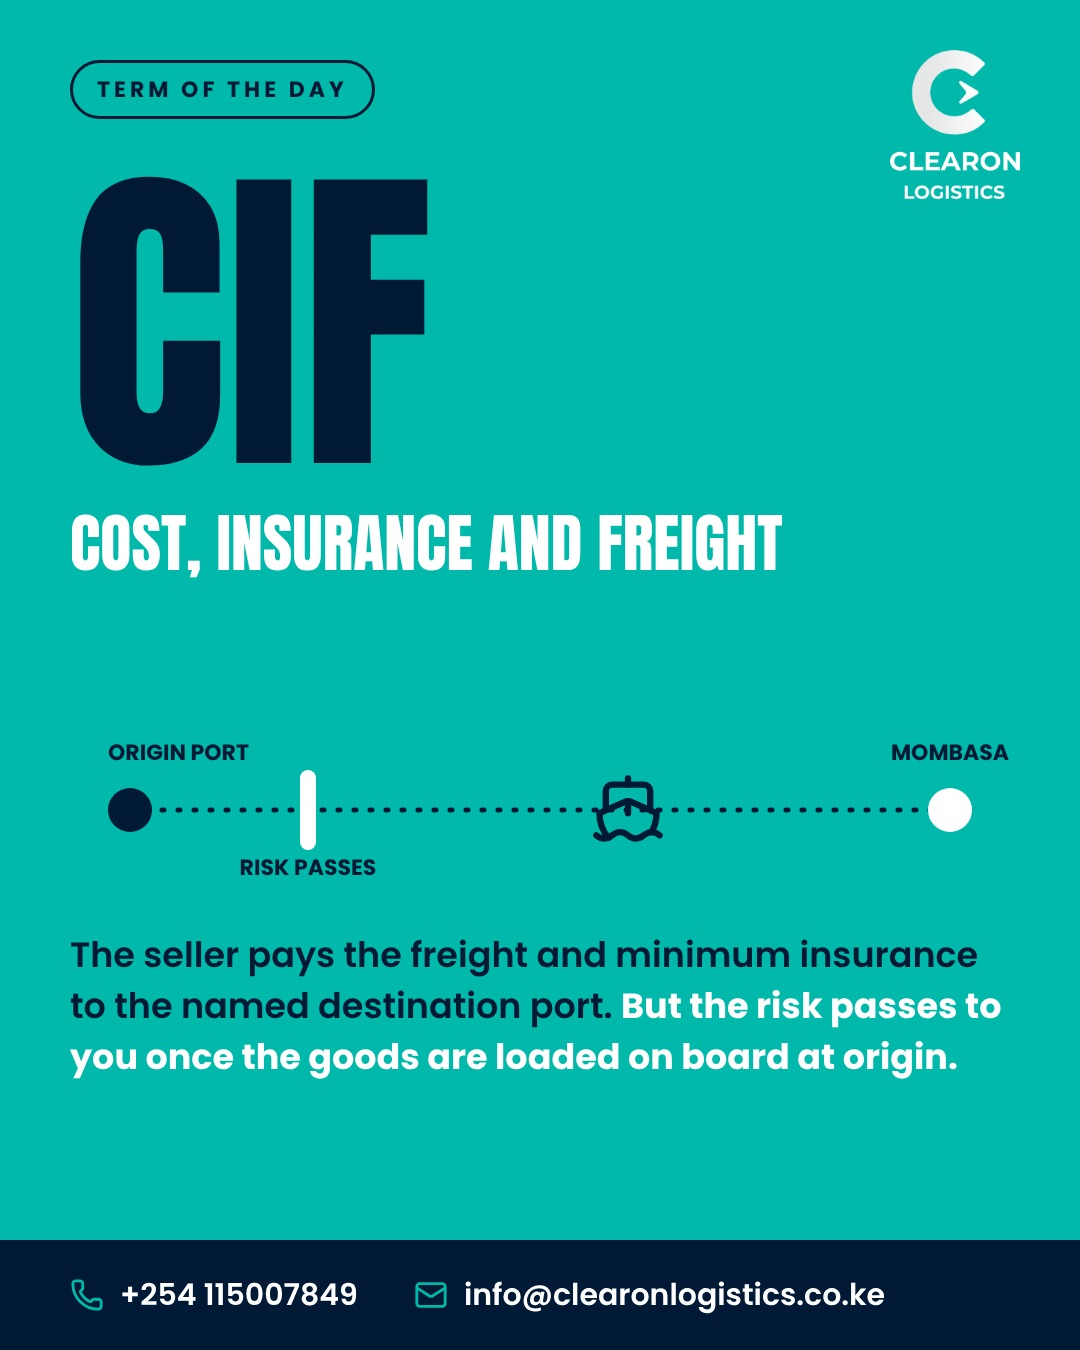 TERM OF THE DAY
CLEARON
LOGISTICS
CIF
COST, INSURANCE AND FREIGHT
ORIGIN PORT
MOMBASA
RISK PASSES
The seller pays the freight and minimum insurance
to the named destination port. But the risk passes to
you once the goods are loaded on board at origin.
+254 115007849
info@clearonlogistics.co.ke